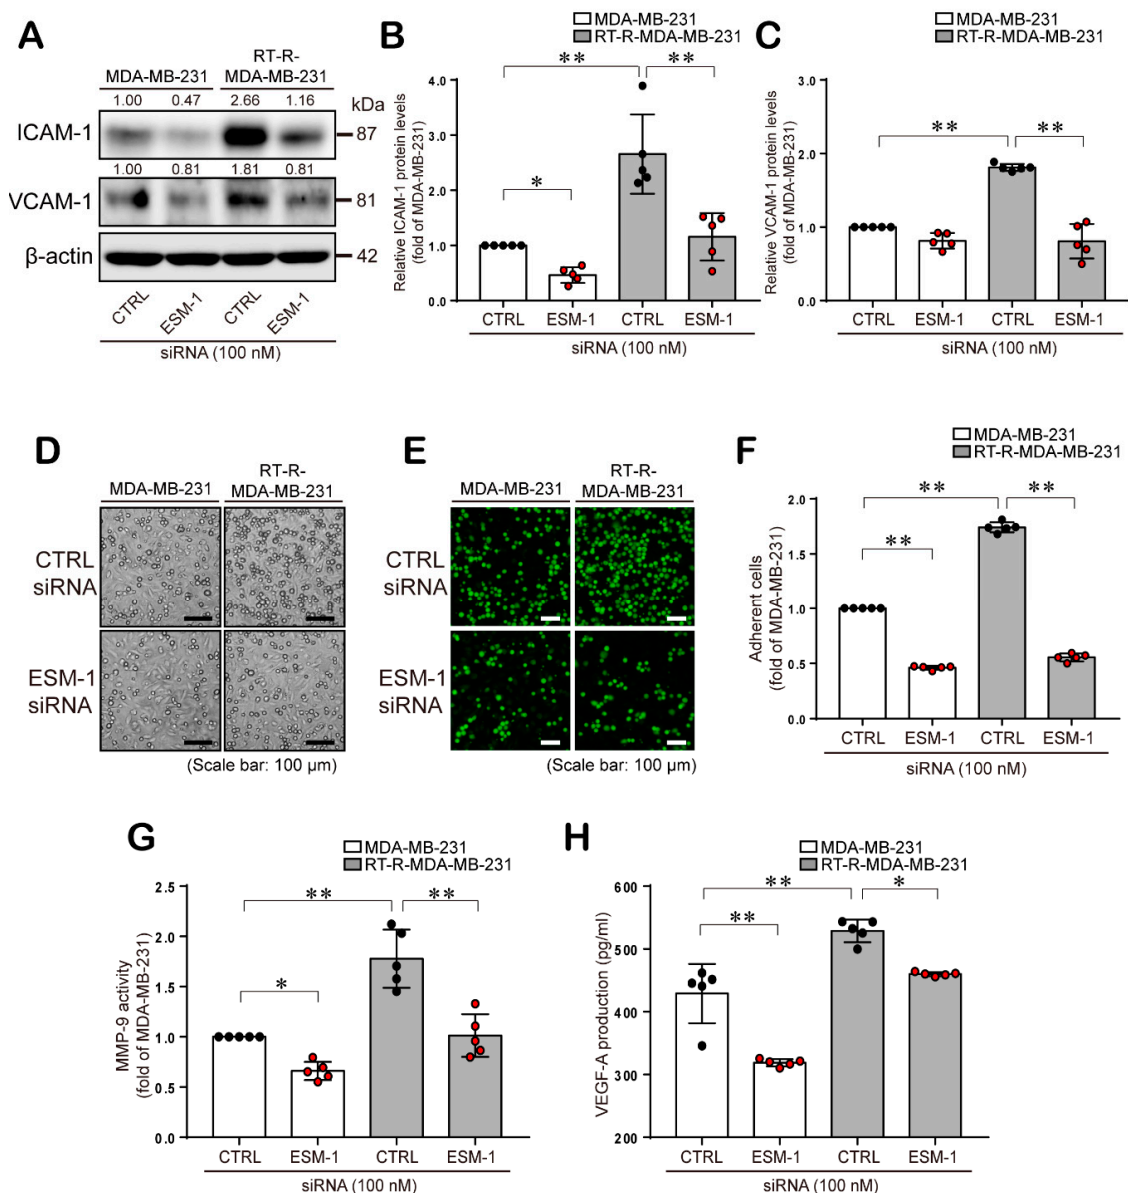 A
MDA-MB-231
RT-R-
MDA-MB-231
1.00 0.47 2.66 1.16 kDa
ICAM-1 87
1.00 0.81 1.81 0.81
VCAM-1 81
β-actin 42
CTRL ESM-1 CTRL ESM-1
siRNA (100 nM)
B
MDA-MB-231
RT-R-MDA-MB-231
Relative ICAM-1 protein levels
(fold of MDA-MB-231)
4.0
3.0
2.0
1.0
0.0
** **
*
CTRL ESM-1 CTRL ESM-1
siRNA (100 nM)
C
MDA-MB-231
RT-R-MDA-MB-231
Relative VCAM-1 protein levels
(fold of MDA-MB-231)
3.0
2.0
1.0
0.0
** **
CTRL ESM-1 CTRL ESM-1
siRNA (100 nM)
D
MDA-MB-231
RT-R-
MDA-MB-231
CTRL
siRNA
ESM-1
siRNA
(Scale bar: 100 μm)
E
MDA-MB-231
RT-R-
MDA-MB-231
CTRL
siRNA
ESM-1
siRNA
(Scale bar: 100 μm)
F
MDA-MB-231
RT-R-MDA-MB-231
Adherent cells
(fold of MDA-MB-231)
2.0
1.5
1.0
0.5
0.0
** **
**
CTRL ESM-1 CTRL ESM-1
siRNA (100 nM)
G
MDA-MB-231
RT-R-MDA-MB-231
MMP-9 activity
(fold of MDA-MB-231)
2.5
2.0
1.5
1.0
0.5
0.0
** **
*
CTRL ESM-1 CTRL ESM-1
siRNA (100 nM)
H
MDA-MB-231
RT-R-MDA-MB-231
VEGF-A production (pg/ml)
600
500
400
300
200
** *
**
CTRL ESM-1 CTRL ESM-1
siRNA (100 nM)